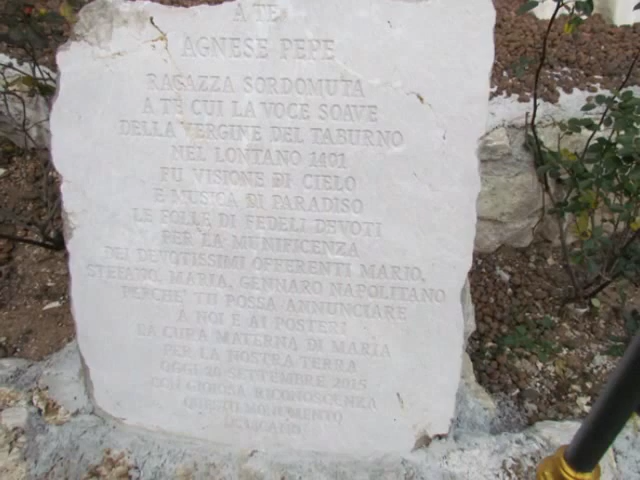 A TE
AGNESE PEPE
RAGAZZA SORDOMUTA
A TE CUI LA VOCE SOAVE
DELLA VERGINE DEL TABURNO
NEL LONTANO 1401
FU VISIONE DI CIELO
E MUSICA DI PARADISO
LE FOLLE DI FEDELI DEVOTI
PER LA MUNIFICENZA
DEI DEVOTISSIMI OFFERENTI MARIO,
STEFANO, MARIA, GENNARO NAPOLITANO
PERCHE' TU POSSA ANNUNCIARE
A NOI E AI POSTERI
LA CURA MATERNA DI MARIA
PER LA NOSTRA TERRA
OGGI 20 SETTEMBRE 2015
CON GIOIOSA RICONOSCENZA
QUESTO MONUMENTO
DEDICANO